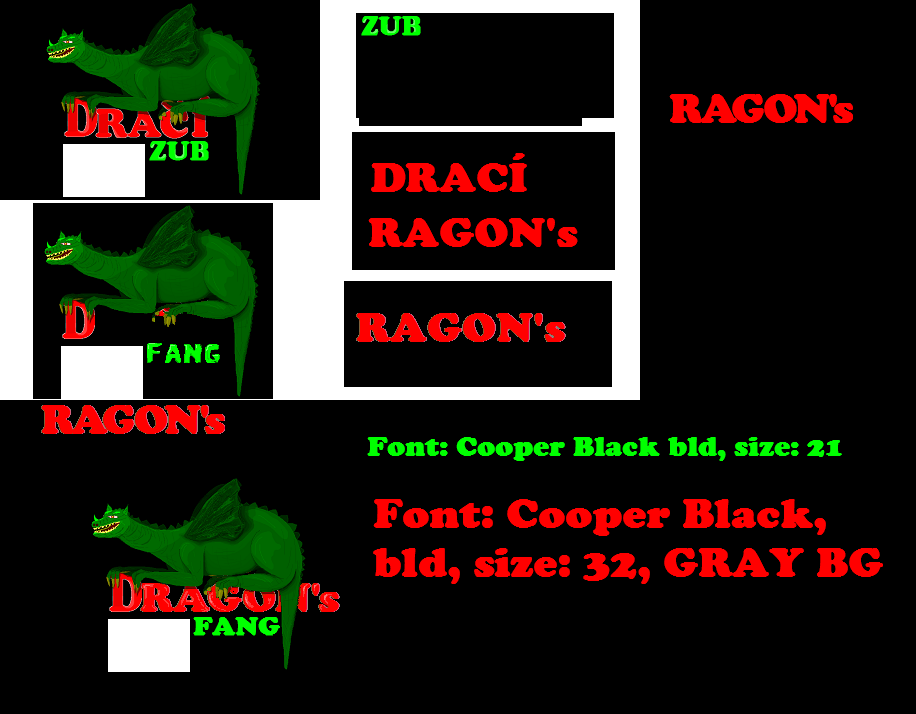 DRACÍ
ZUB
ZUB
RAGON's
DRACÍ
RAGON's
D
FANG
RAGON's
RAGON's
Font: Cooper Black bld, size: 21
Font: Cooper Black,
bld, size: 32, GRAY BG
DRAGON's
FANG